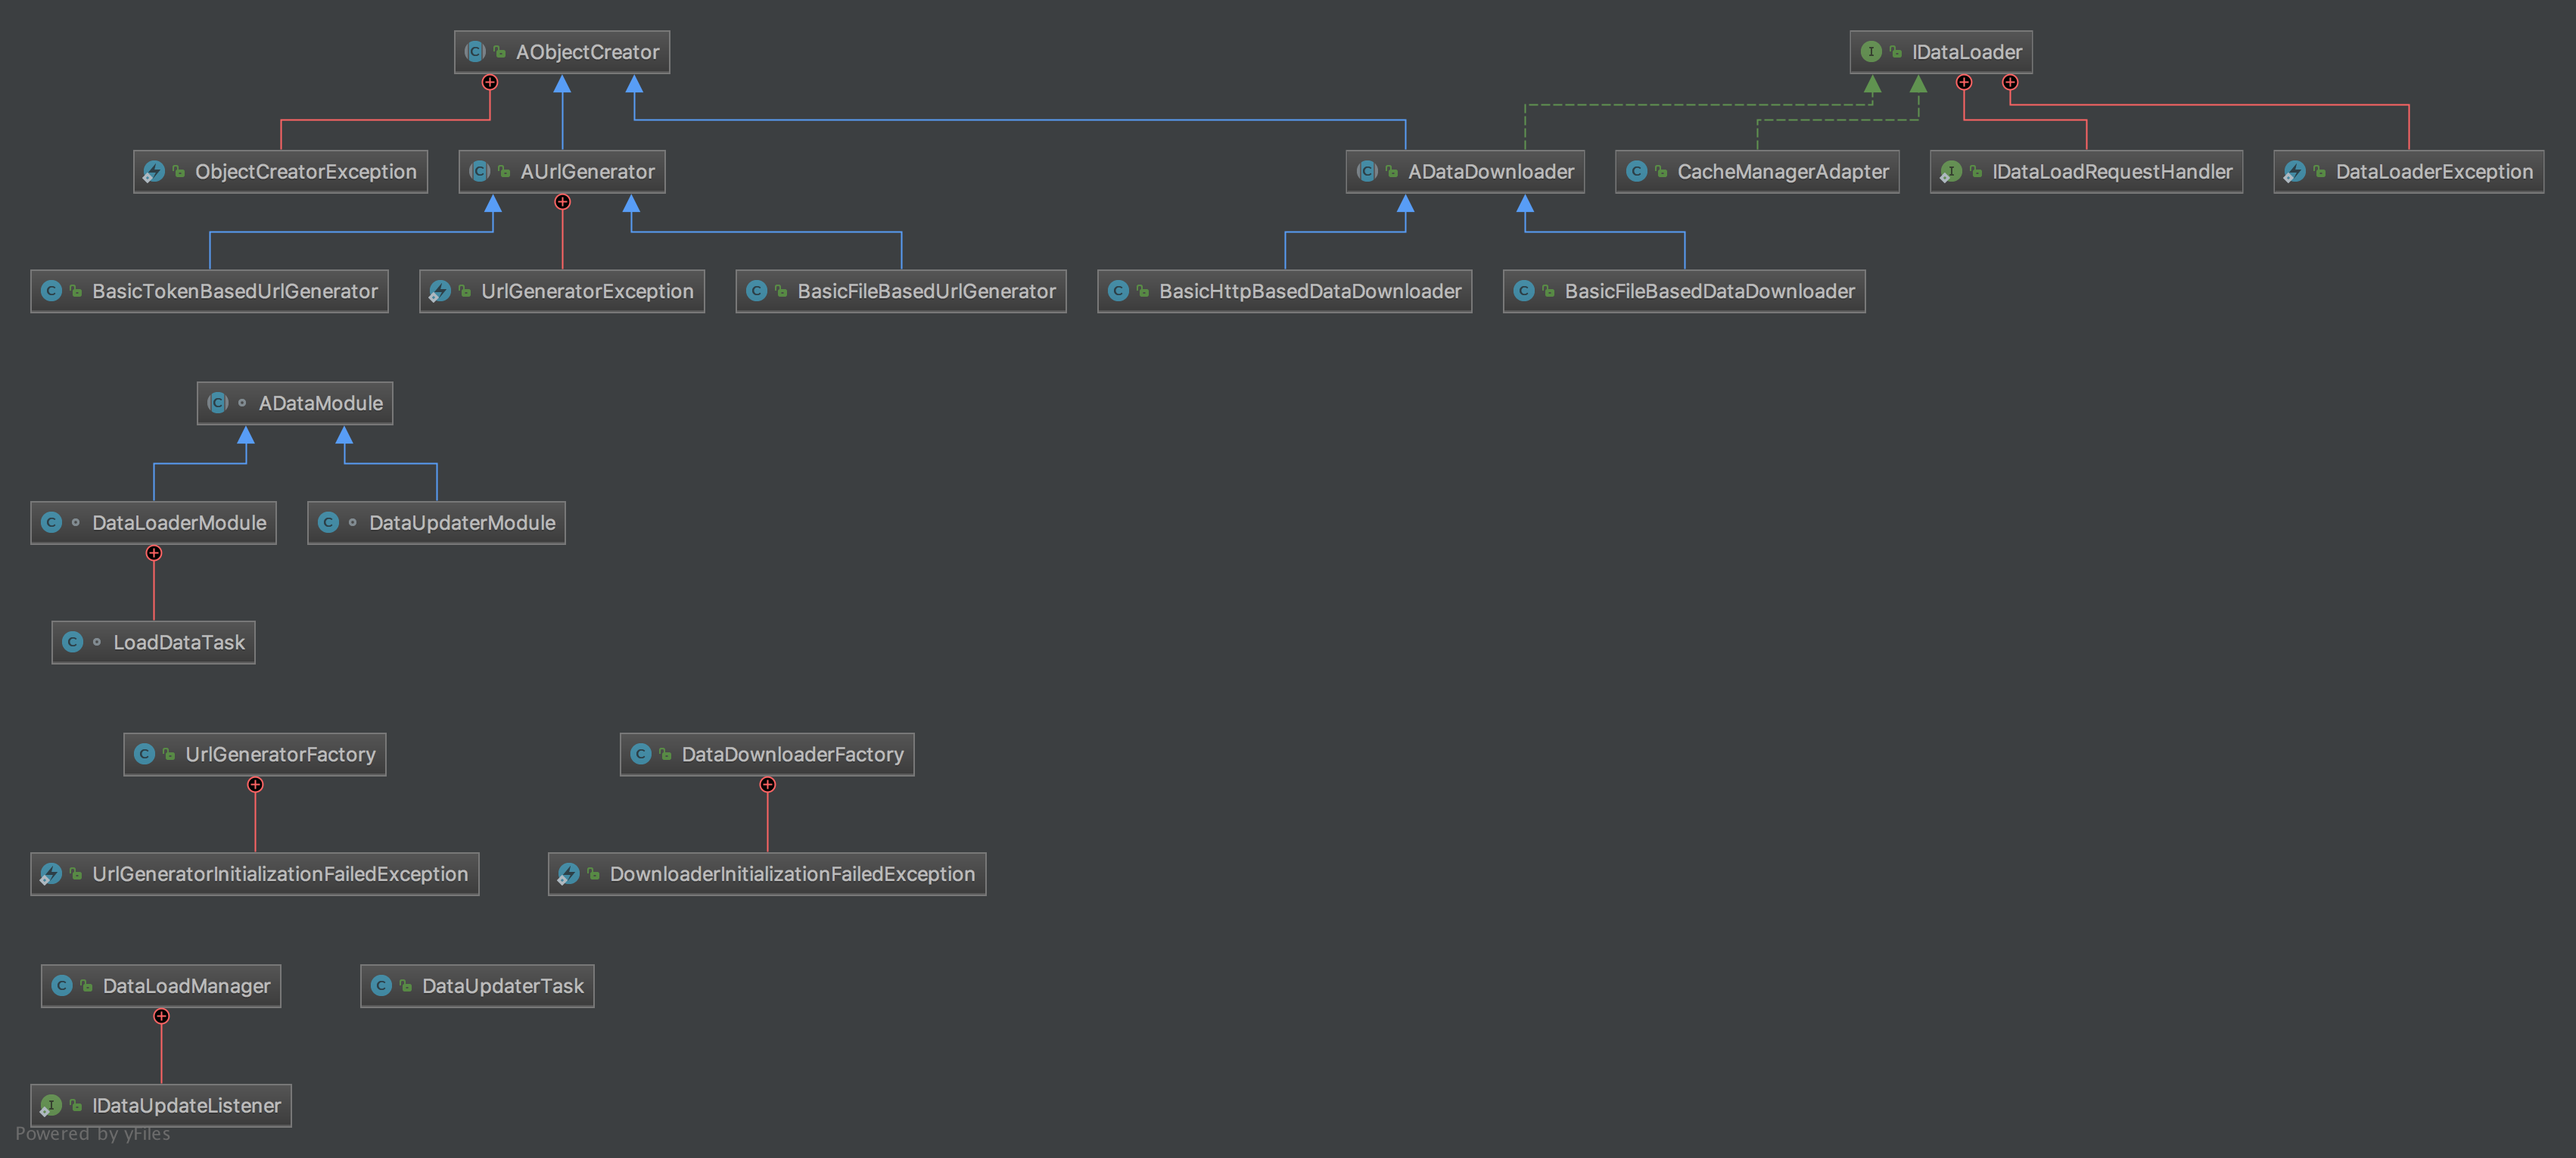 AObjectCreator
IDataLoader
ObjectCreatorException
AUrlGenerator
ADataDownloader
CacheManagerAdapter
IDataLoadRequestHandler
DataLoaderException
BasicTokenBasedUrlGenerator
UrlGeneratorException
BasicFileBasedUrlGenerator
BasicHttpBasedDataDownloader
BasicFileBasedDataDownloader
ADataModule
DataLoaderModule
DataUpdaterModule
LoadDataTask
UrlGeneratorFactory
DataDownloaderFactory
UrlGeneratorInitializationFailedException
DownloaderInitializationFailedException
DataLoadManager
DataUpdaterTask
IDataUpdateListener
Powered by yFiles